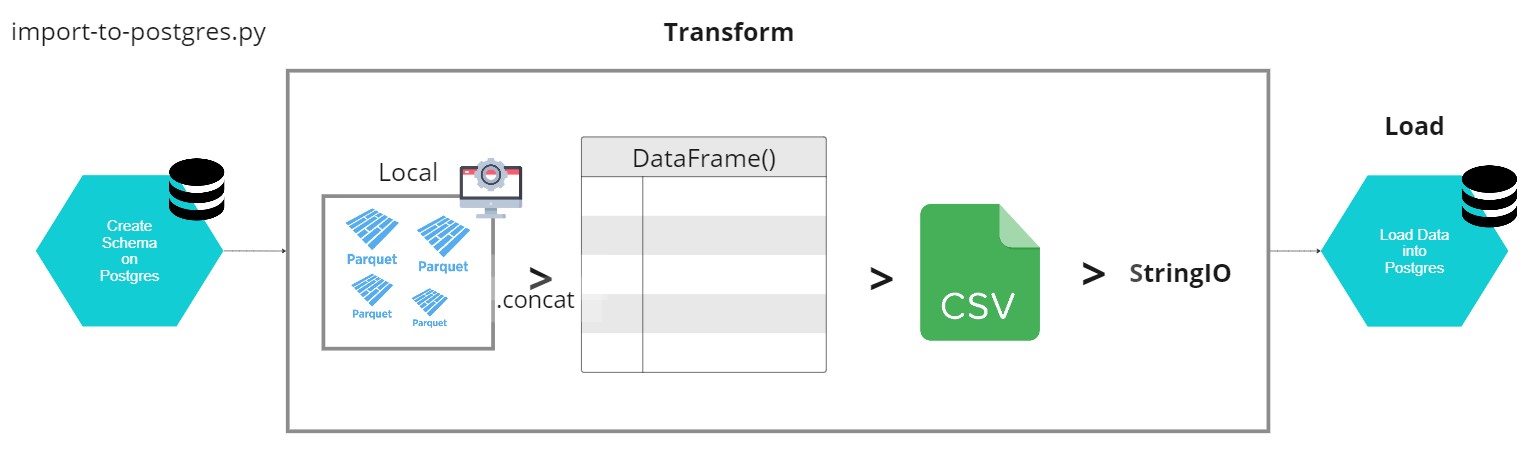 import-to-postgres.py
Transform
Load
Create
Schema
on
Postgres
Local
Parquet
Parquet
Parquet
Parquet
>
.concat
DataFrame()
>
CSV
>
StringIO
Load Data
into
Postgres